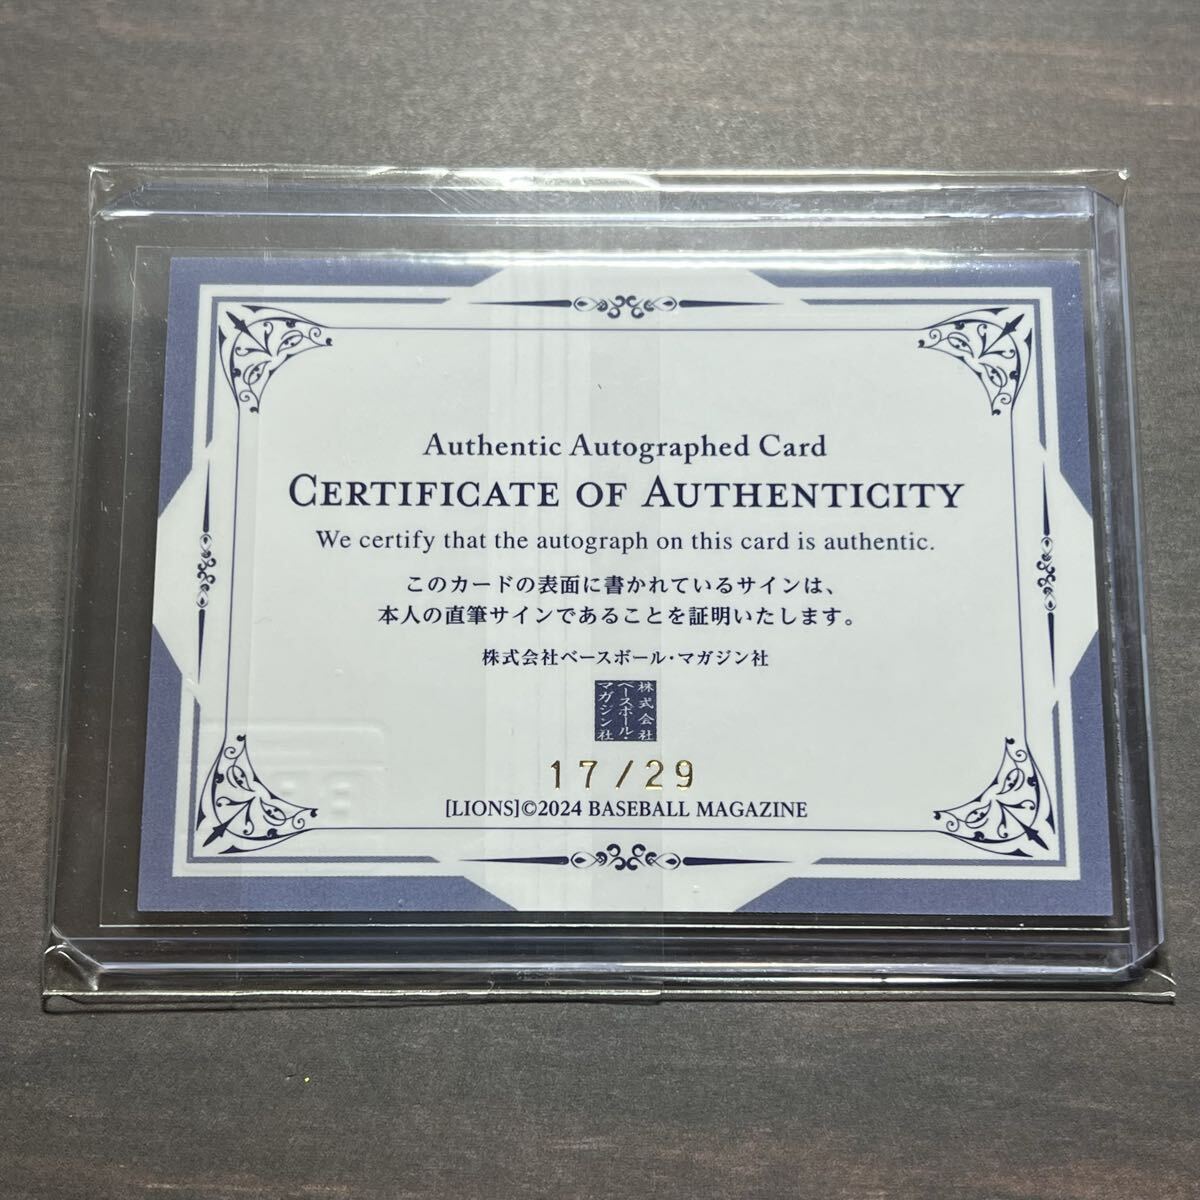 Authentic Autographed Card
CERTIFICATE OF AUTHENTICITY
We certify that the autograph on this card is authentic.
このカードの表面に書かれているサインは、
本人の直筆サインであることを証明いたします。
株式会社ベースボール・マガジン社
株式会社
ベースボール・
マガジン社
17/29
[LIONS]©2024 BASEBALL MAGAZINE